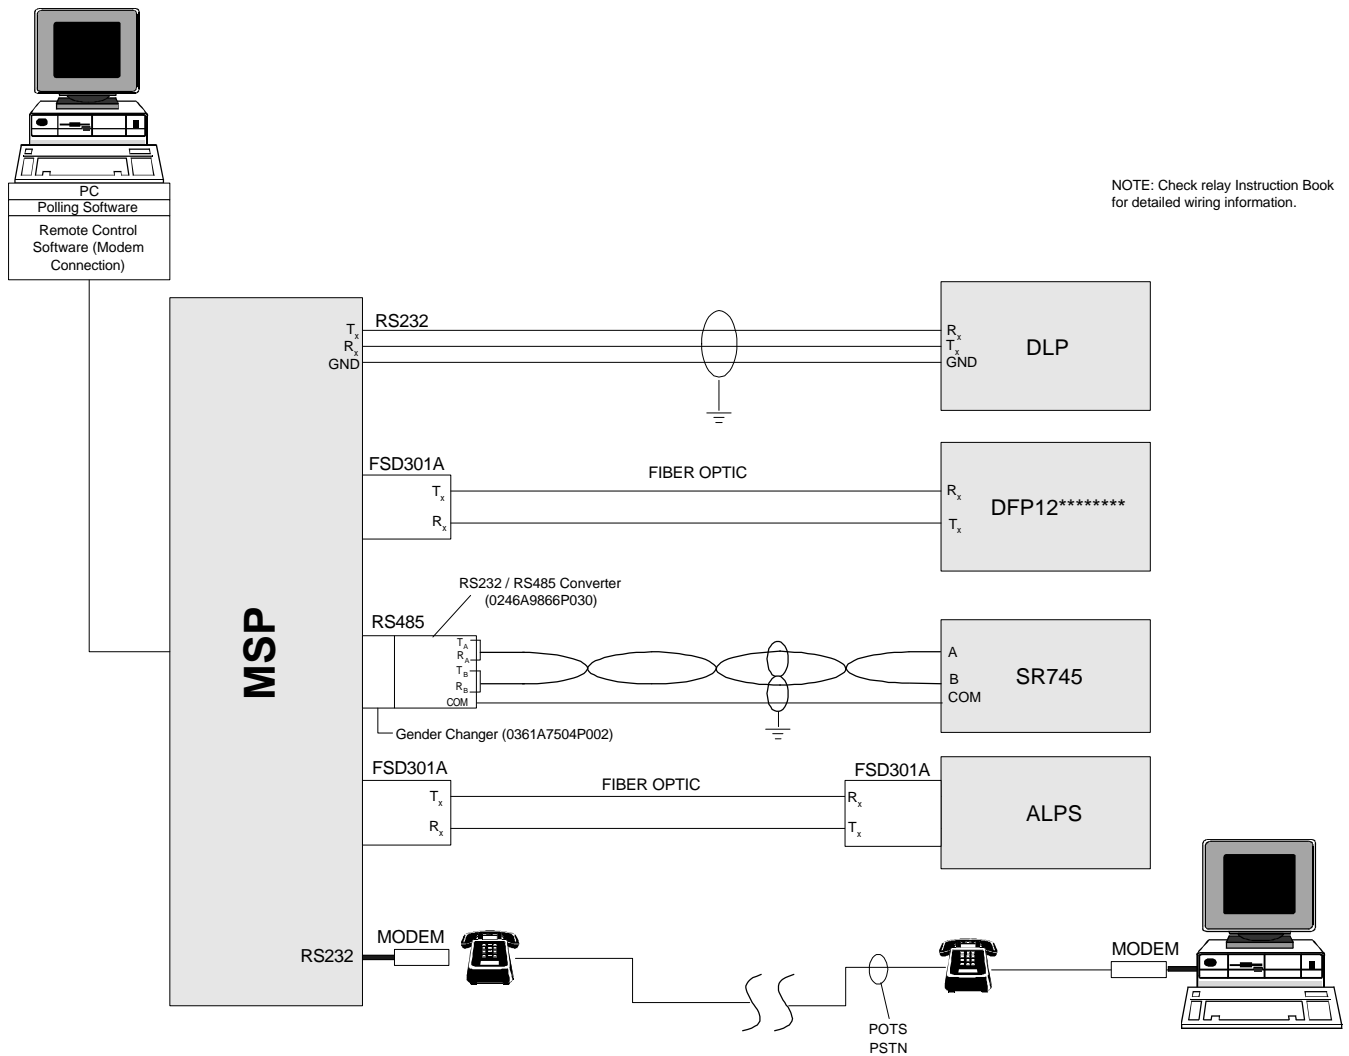 PC
Polling Software
Remote Control
Software (Modem
Connection)
NOTE: Check relay Instruction Book
for detailed wiring information.
MSP
Tx
RS232
Rx
GND
Rx
Tx
GND
DLP
FSD301A
Tx
Rx
FIBER OPTIC
Rx
Tx
DFP12********
RS232 / RS485 Converter
(0246A9866P030)
RS485
TA
RA
TB
RB
COM
A
B
COM
SR745
Gender Changer (0361A7504P002)
FSD301A
Tx
Rx
FIBER OPTIC
FSD301A
Rx
Tx
ALPS
RS232
MODEM
MODEM
POTS
PSTN